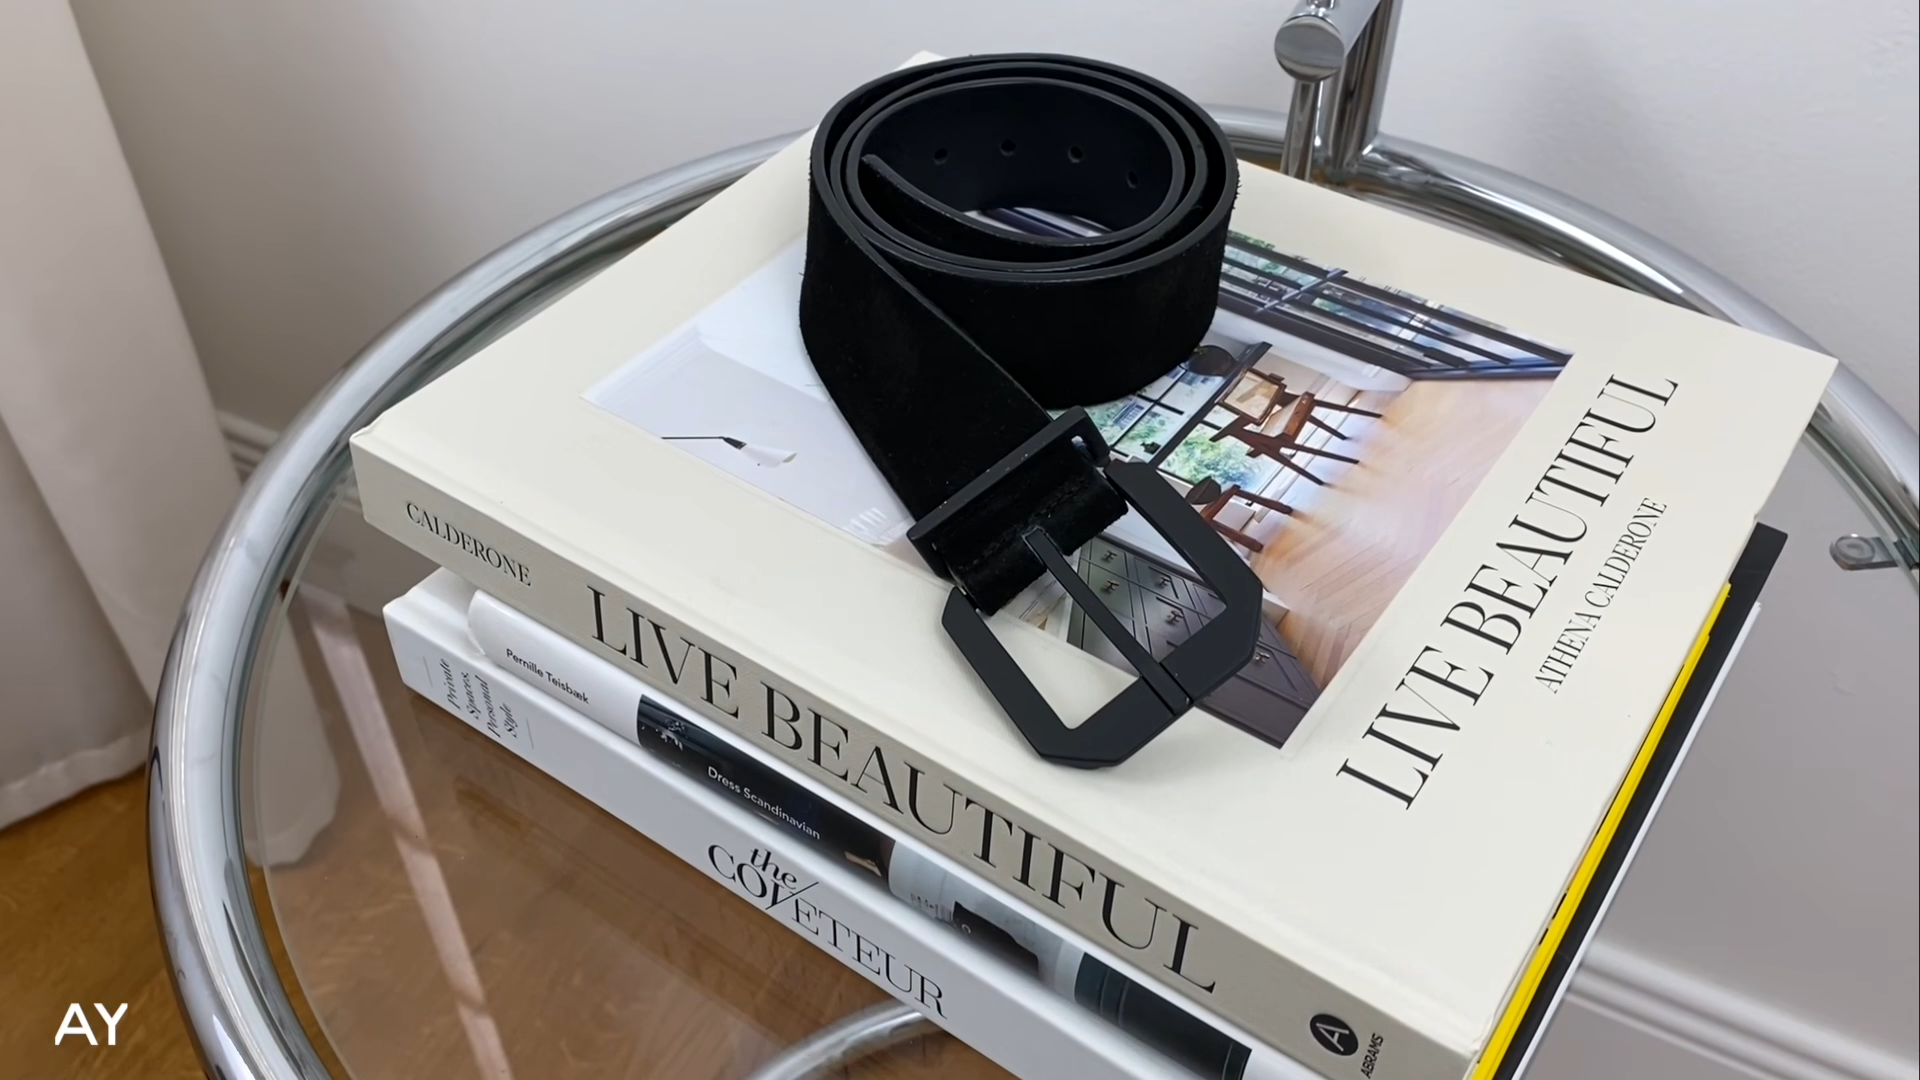 LIVE BEAUTIFUL
ATHENA CALDERONE
CALDERONE
LIVE BEAUTIFUL
A
ABRAMS
Pernille Teisbæk
Dress Scandinavian
Private
Spaces,
Personal
Style
the
COVETEUR
AY